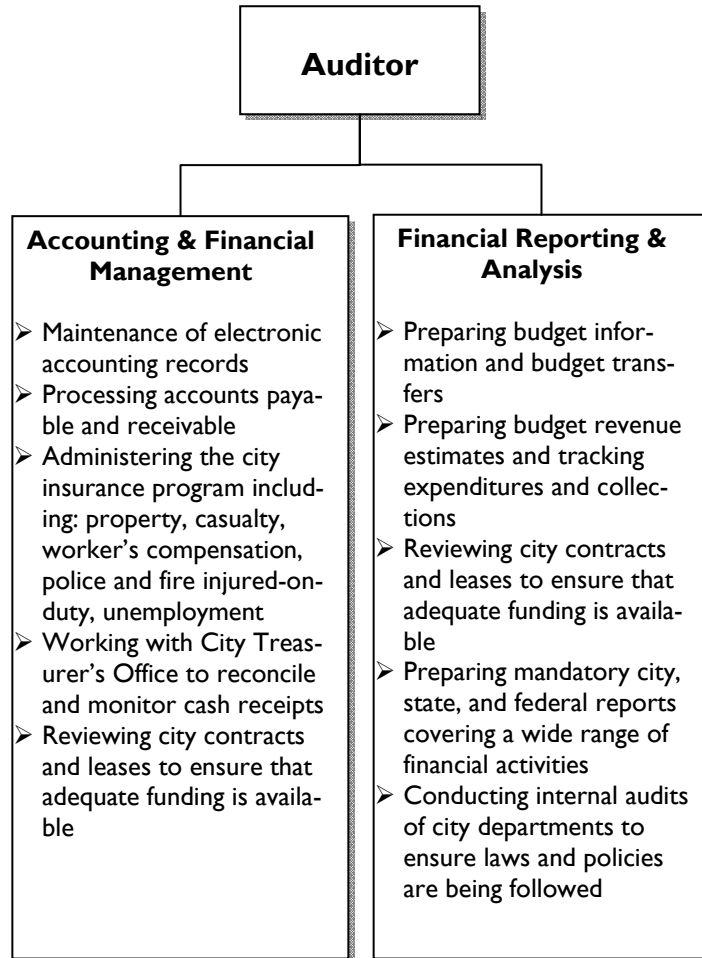 Auditor
Accounting & Financial
Management
➢ Maintenance of electronic
accounting records
➢ Processing accounts paya-
ble and receivable
➢ Administering the city
insurance program includ-
ing: property, casualty,
worker's compensation,
police and fire injured-on-
duty, unemployment
➢ Working with City Treas-
urer's Office to reconcile
and monitor cash receipts
➢ Reviewing city contracts
and leases to ensure that
adequate funding is availa-
ble
Financial Reporting &
Analysis
➢ Preparing budget infor-
mation and budget trans-
fers
➢ Preparing budget revenue
estimates and tracking
expenditures and collec-
tions
➢ Reviewing city contracts
and leases to ensure that
adequate funding is availa-
ble
➢ Preparing mandatory city,
state, and federal reports
covering a wide range of
financial activities
➢ Conducting internal audits
of city departments to
ensure laws and policies
are being followed